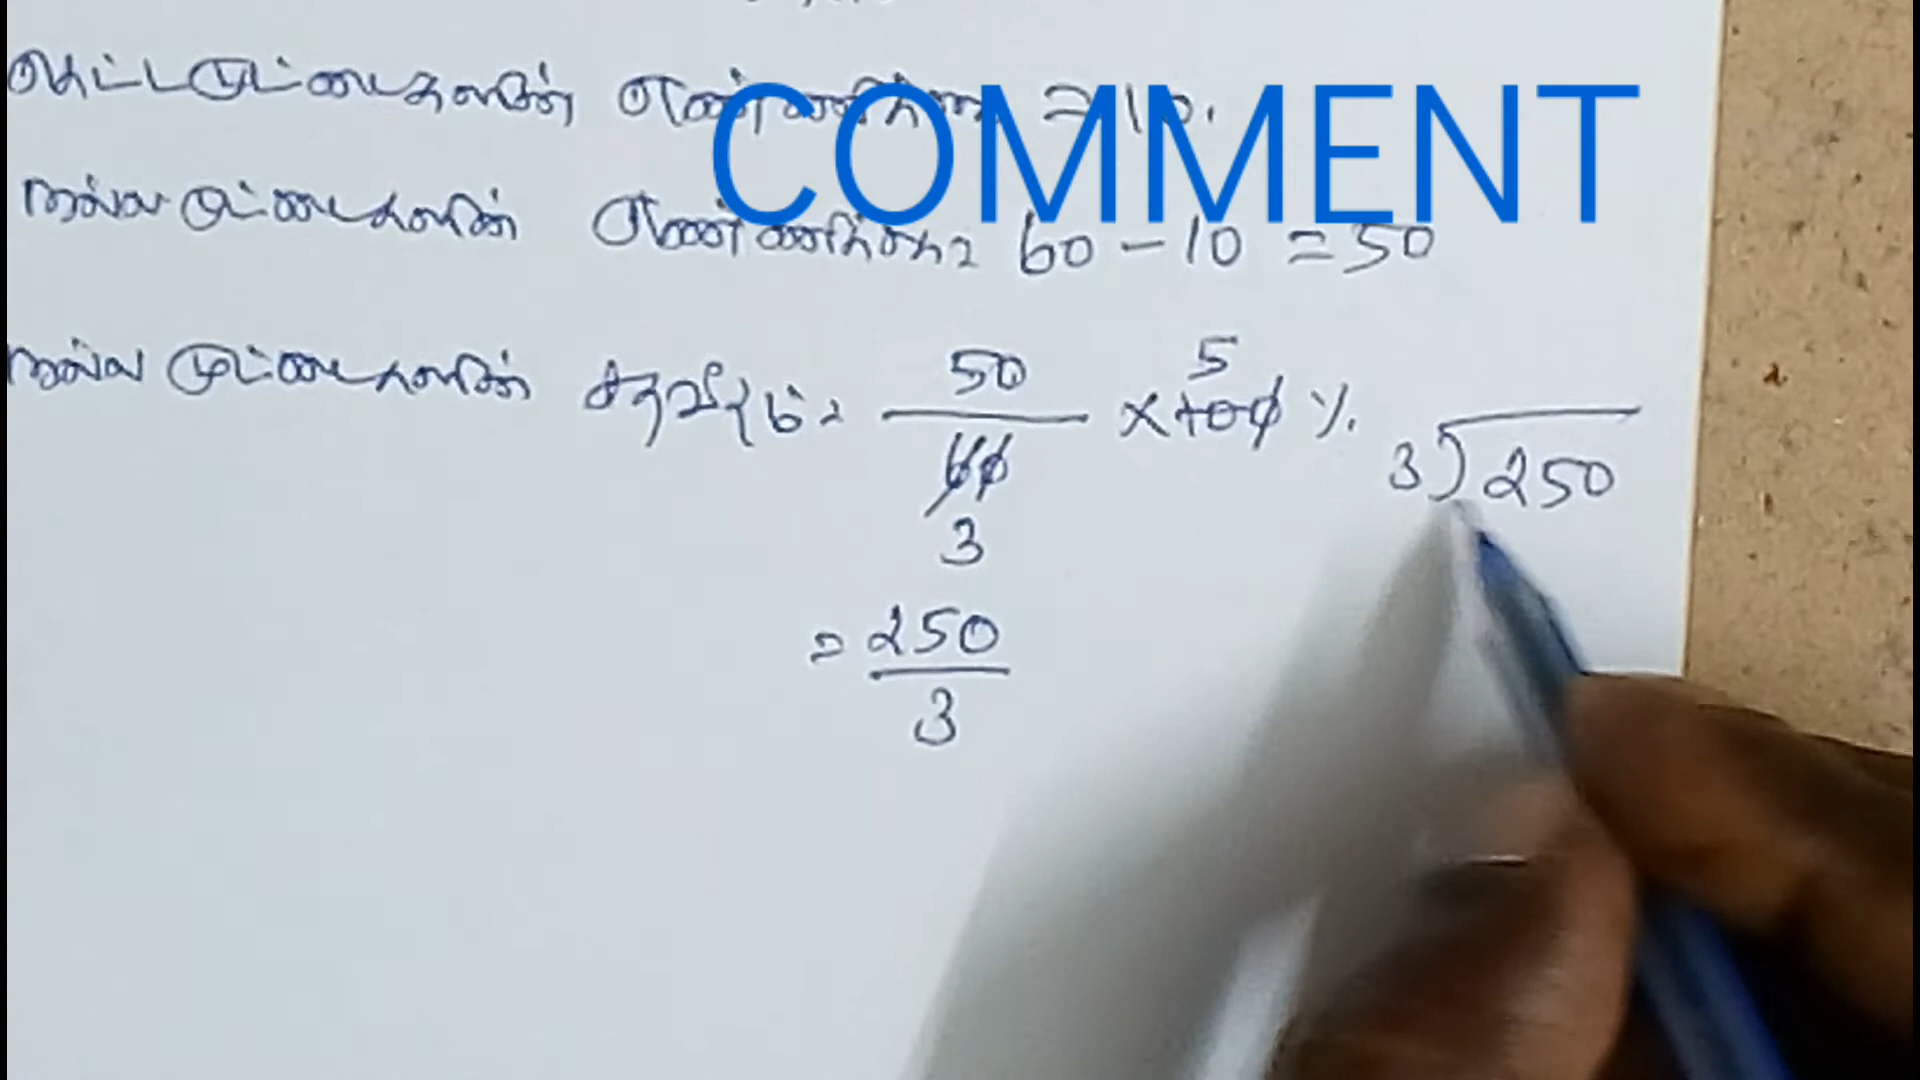 கெட்ட முட்டைகளின் எண்ணிக்கை = 10.
COMMENT
நல்ல முட்டைகளின் எண்ணிக்கை = 60 - 10 = 50
நல்ல முட்டைகளின் சதவீதம் = 50/60 × 100 %
5
3
3) 250
= 250/3